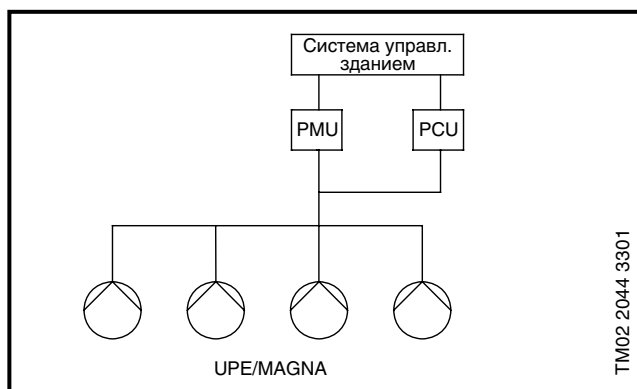 Система управл.
зданием
PMU
PCU
UPE/MAGNA
TM02 2044 3301